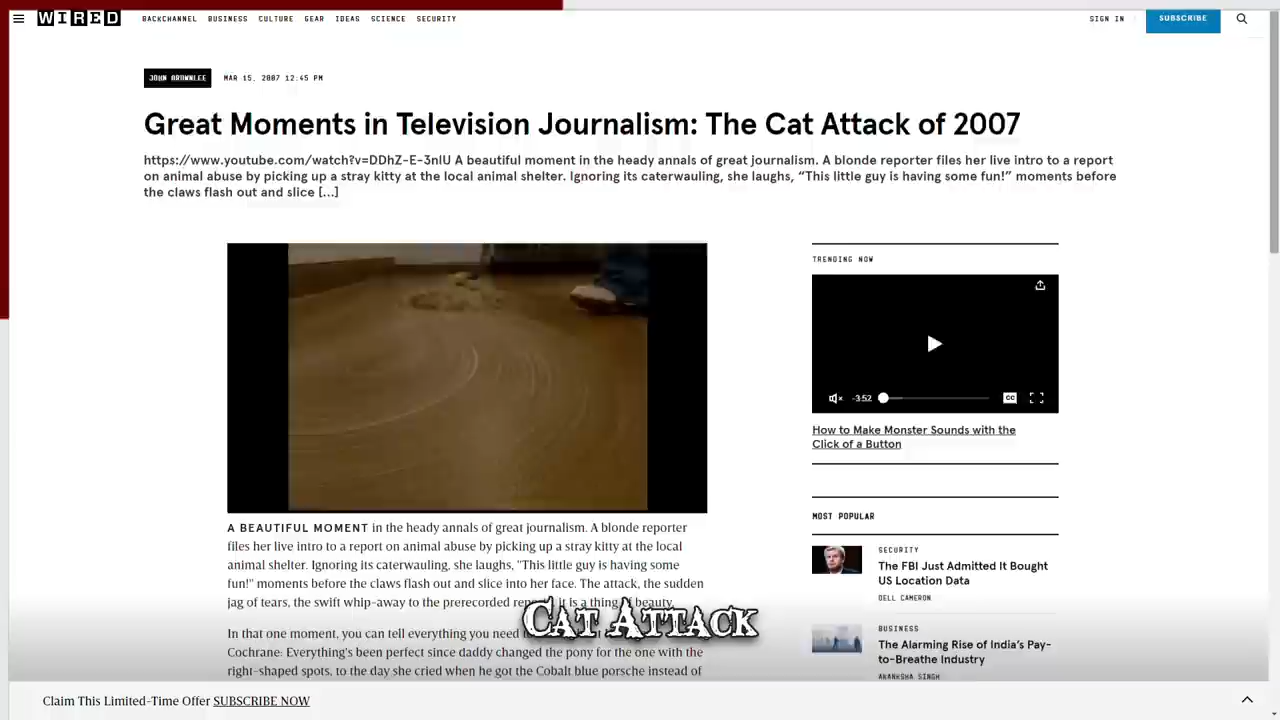 WIRED
BACKCHANNEL BUSINESS CULTURE GEAR IDEAS SCIENCE SECURITY
SIGN IN
SUBSCRIBE
JOHN BROWNLEE
MAR 15, 2007 12:45 PM
Great Moments in Television Journalism: The Cat Attack of 2007
https://www.youtube.com/watch?v=DDhZ-E-3nlU A beautiful moment in the heady annals of great journalism. A blonde reporter files her live intro to a report
on animal abuse by picking up a stray kitty at the local animal shelter. Ignoring its caterwauling, she laughs, “This little guy is having some fun!” moments before
the claws flash out and slice [...]
A BEAUTIFUL MOMENT in the heady annals of great journalism. A blonde reporter
files her live intro to a report on animal abuse by picking up a stray kitty at the local
animal shelter. Ignoring its caterwauling, she laughs, "This little guy is having some
fun!" moments before the claws flash out and slice into her face. The attack, the sudden
jag of tears, the swift whip-away to the prerecorded it is a thing of beauty.
In that one moment, you can tell everything you need
Cochrane: Everything's been perfect since daddy changed the pony for the one with the
right-shaped spots, to the day she cried when he got the Cobalt blue porsche instead of
Cat Attack
TRENDING NOW
-3:52
CC
How to Make Monster Sounds with the
Click of a Button
MOST POPULAR
SECURITY
The FBI Just Admitted It Bought
US Location Data
DELL CAMERON
BUSINESS
The Alarming Rise of India’s Pay-
to-Breathe Industry
AKANKSHA SINGH
Claim This Limited-Time Offer SUBSCRIBE NOW